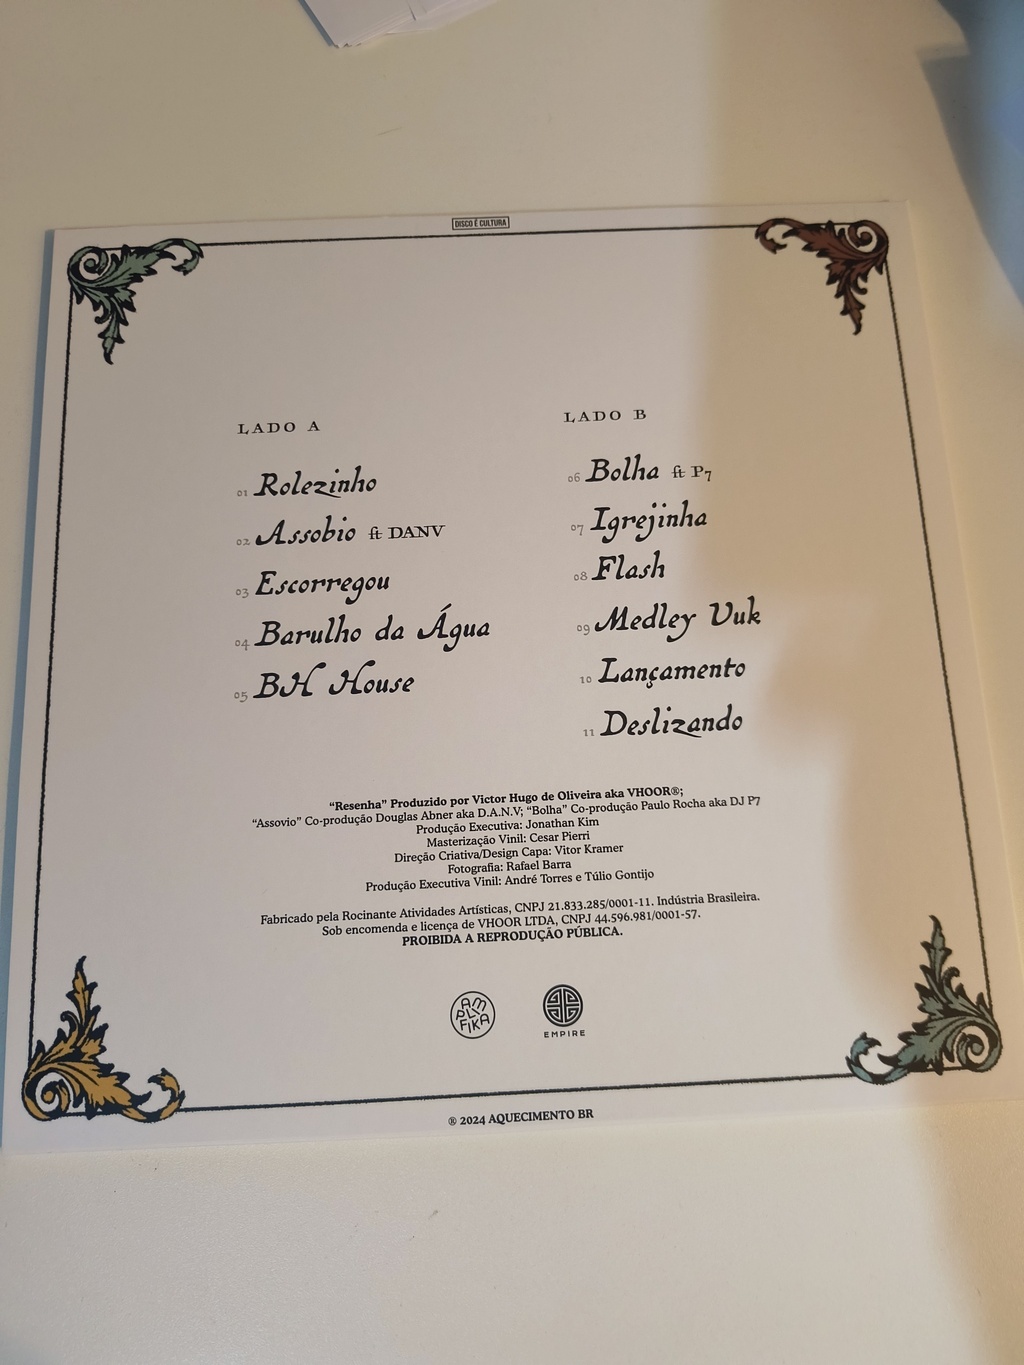 DISCO É CULTURA
LADO A
01 Rolezinho
02 Assobio ft DANV
03 Escorregou
04 Barulho da Água
05 BH House
LADO B
06 Bolha ft P7
07 Igrejinha
08 Flash
09 Medley Vuk
10 Lançamento
11 Deslizando
“Resenha” Produzido por Victor Hugo de Oliveira aka VHOOR®;
“Assovio” Co-produção Douglas Abner aka D.A.N.V; “Bolha” Co-produção Paulo Rocha aka DJ P7
Produção Executiva: Jonathan Kim
Masterização Vinil: Cesar Pierri
Direção Criativa/Design Capa: Vitor Kramer
Fotografia: Rafael Barra
Produção Executiva Vinil: André Torres e Túlio Gontijo
Fabricado pela Rocinante Atividades Artísticas, CNPJ 21.833.285/0001-11. Indústria Brasileira.
Sob encomenda e licença de VHOOR LTDA, CNPJ 44.596.981/0001-57.
PROIBIDA A REPRODUÇÃO PÚBLICA.
AMPLIFIKA
EMPIRE
® 2024 AQUECIMENTO BR